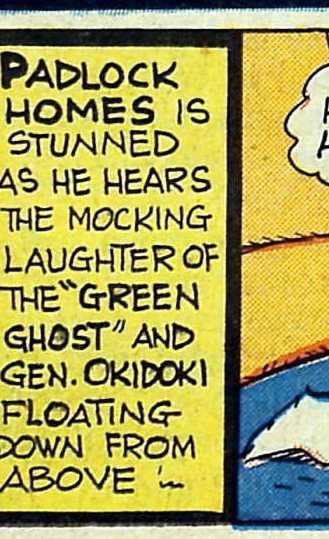 PADLOCK
HOMES IS
STUNNED
AS HE HEARS
THE MOCKING
LAUGHTER OF
THE "GREEN
GHOST" AND
GEN. OKIDOKI
FLOATING
DOWN FROM
ABOVE '~